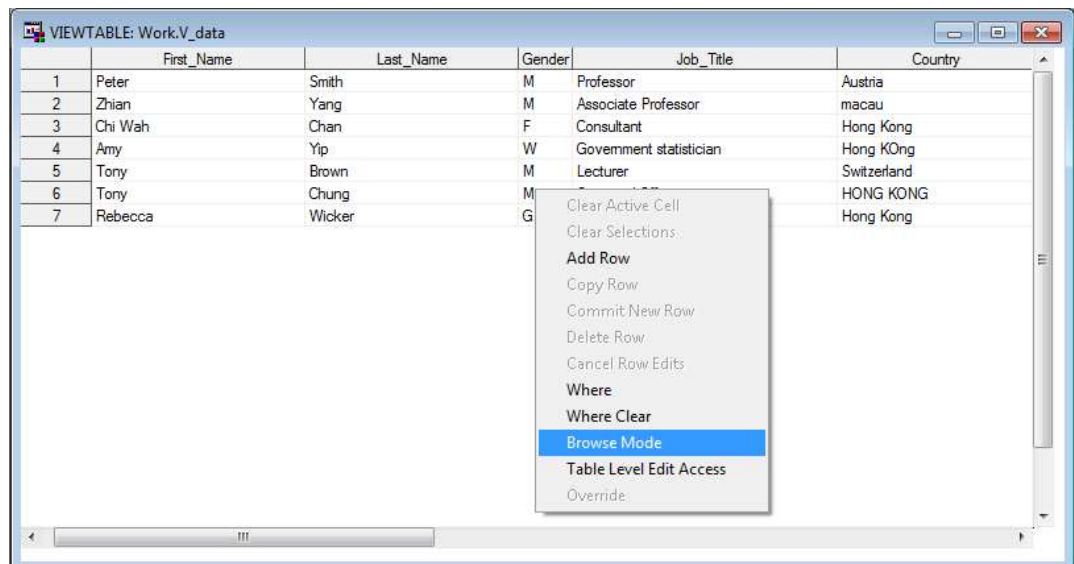 VIEWTABLE: Work.V_data
First_Name Last_Name Gender Job_Title Country
1 Peter Smith M Professor Austria
2 Zhian Yang M Associate Professor macau
3 Chi Wah Chan F Consultant Hong Kong
4 Amy Yip W Government statistician Hong KOng
5 Tony Brown M Lecturer Switzerland
6 Tony Chung M HONG KONG
7 Rebecca Wicker G Hong Kong
Clear Active Cell
Clear Selections
Add Row
Copy Row
Commit New Row
Delete Row
Cancel Row Edits
Where
Where Clear
Browse Mode
Table Level Edit Access
Override